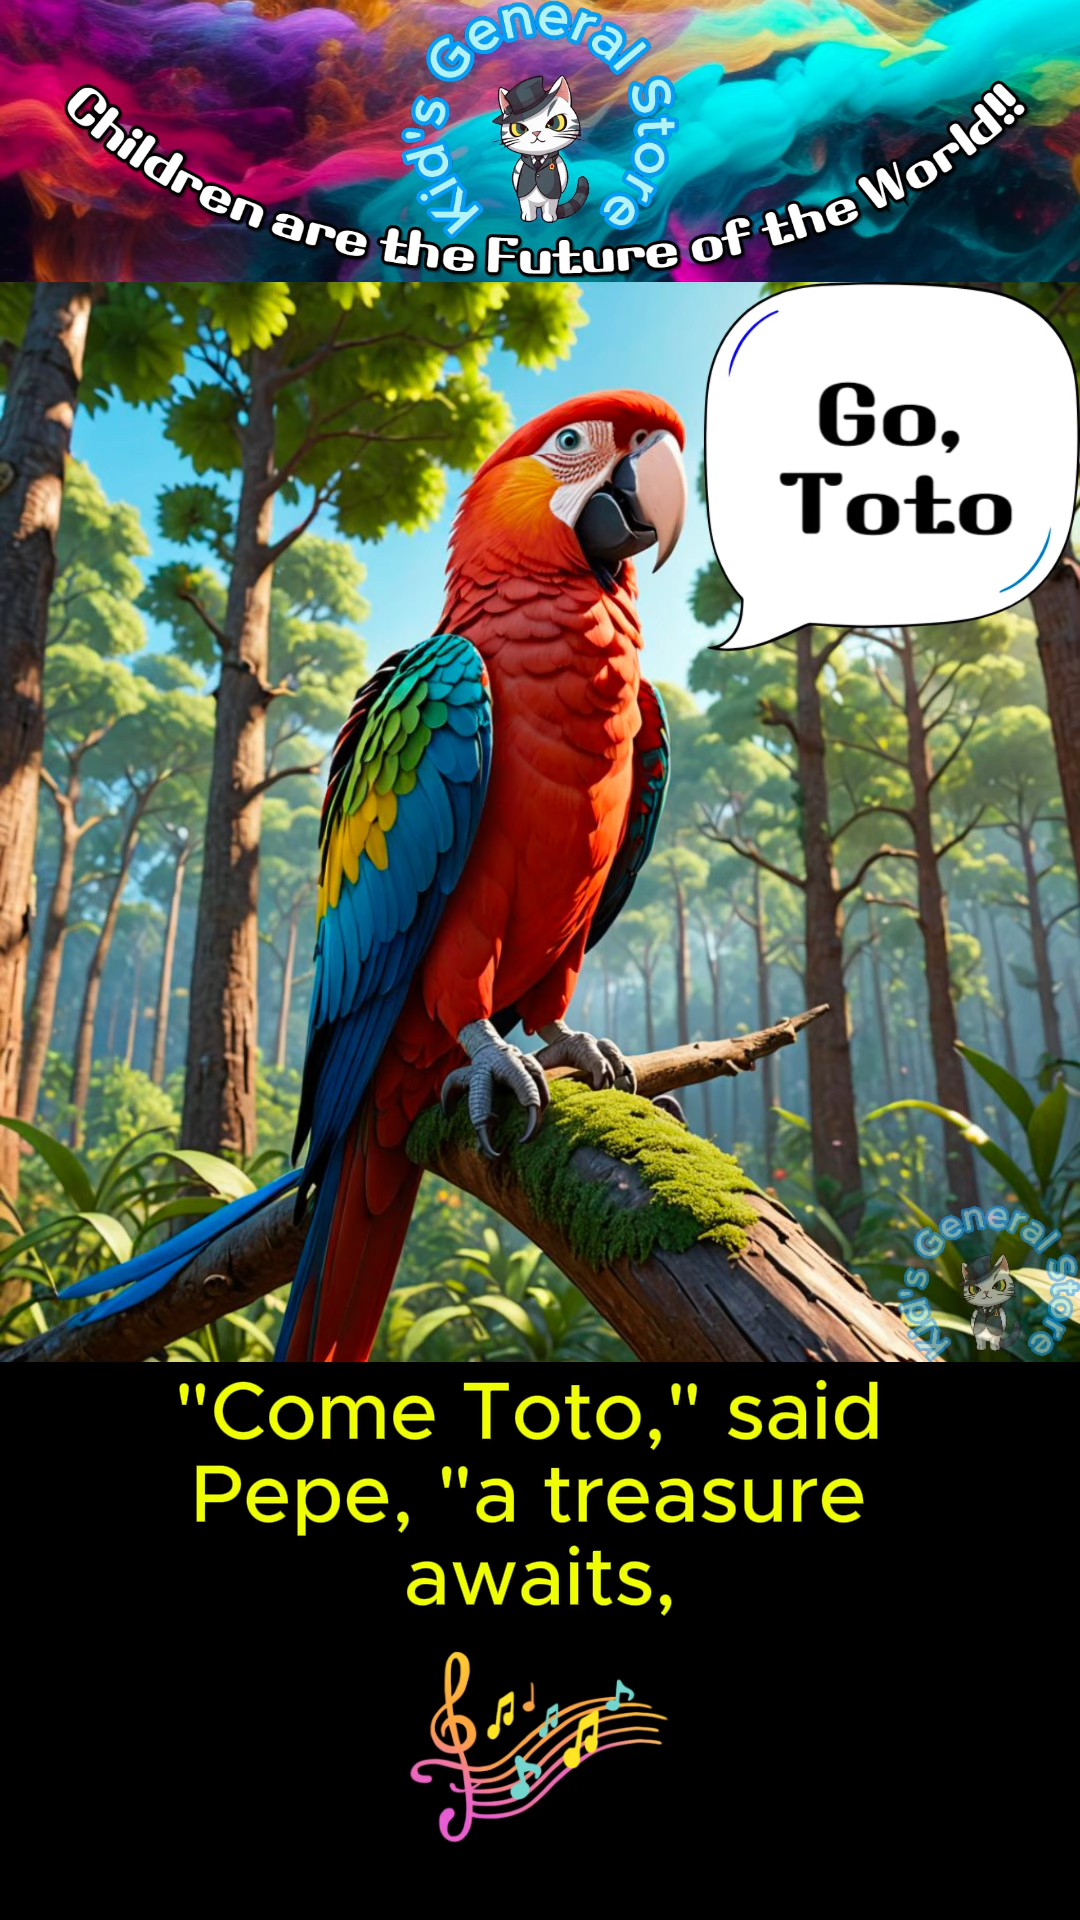 Kid's General Store
Children are the Future of the World!!
Go,
Toto
Kid's General Store
"Come Toto," said
Pepe, "a treasure
awaits,